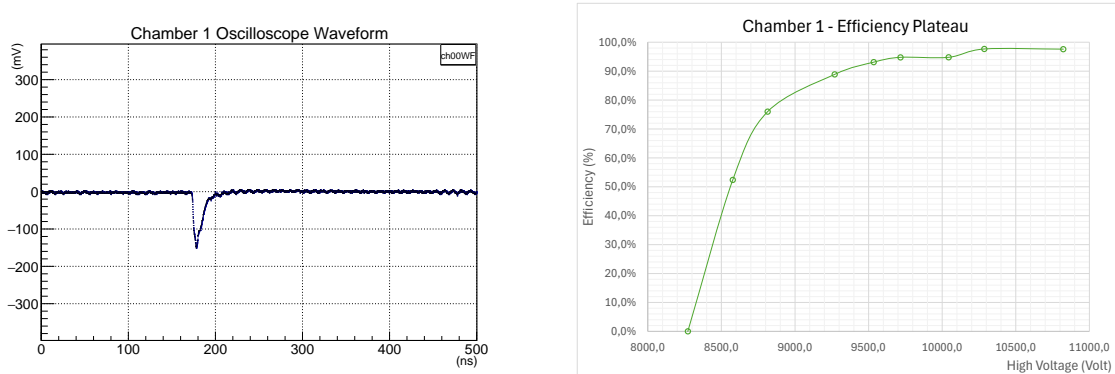 Chamber 1 Oscilloscope Waveform
(mV)
ch00WF
300
200
100
0
−100
−200
−300
0 100 200 300 400 500
(ns)
Chamber 1 - Efficiency Plateau
Efficiency (%)
100,0%
90,0%
80,0%
70,0%
60,0%
50,0%
40,0%
30,0%
20,0%
10,0%
0,0%
8000,0 8500,0 9000,0 9500,0 10000,0 10500,0 11000,0
High Voltage (Volt)